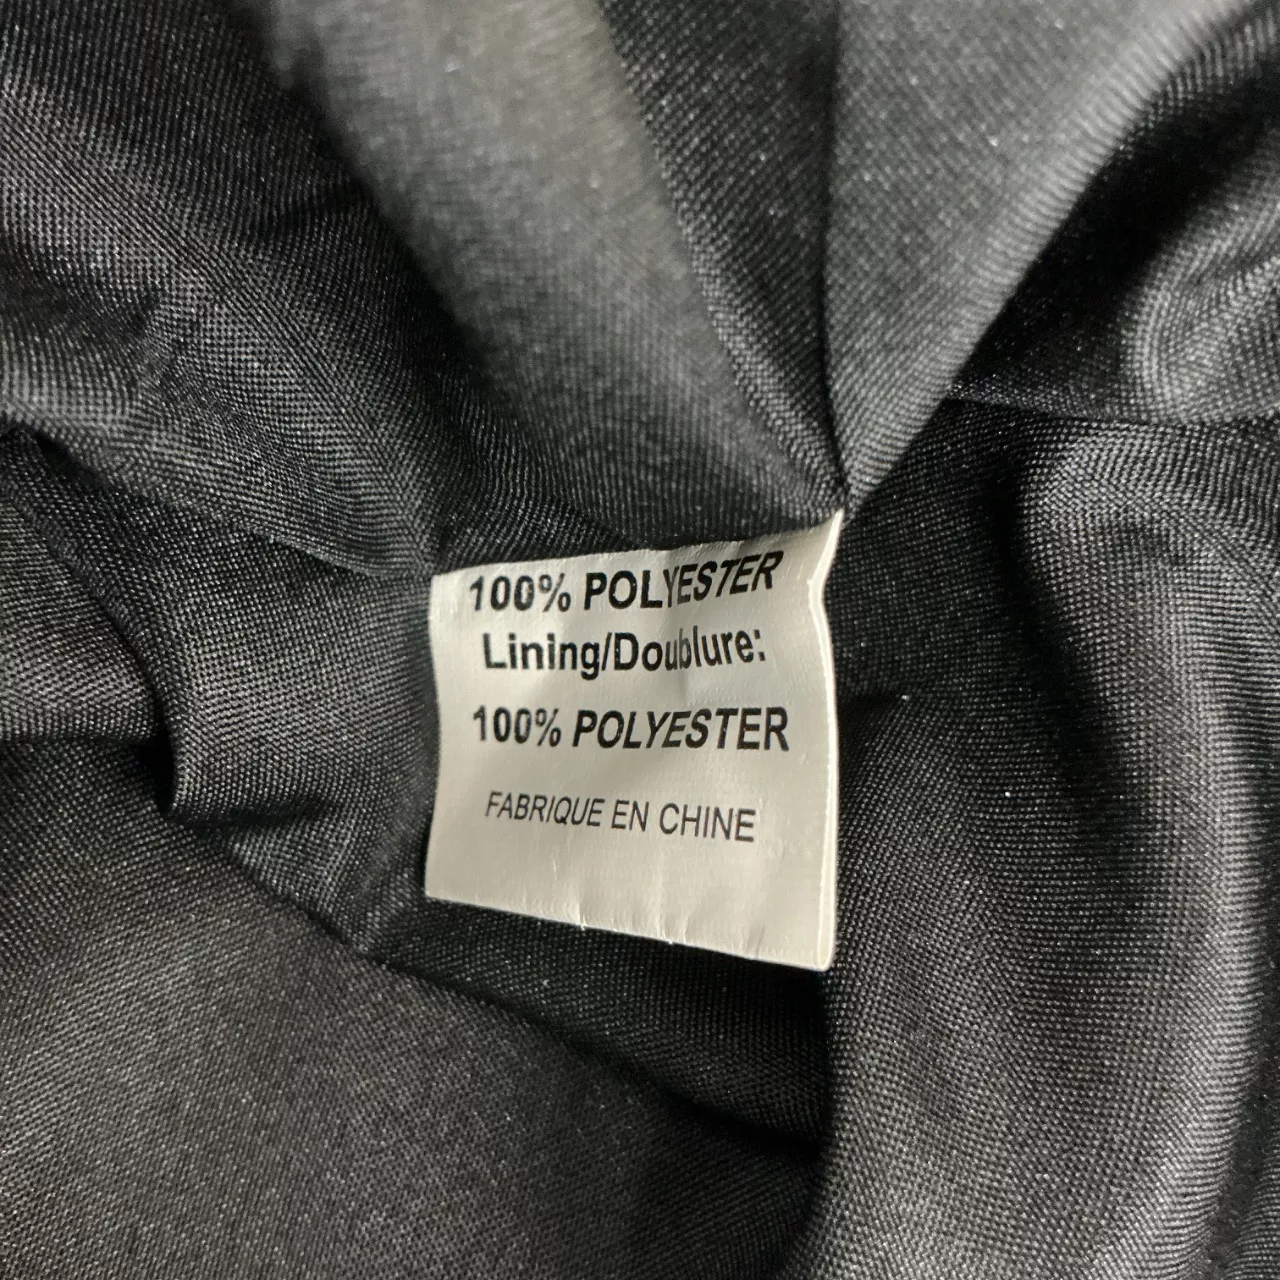 100% POLYESTER
Lining/Doublure:
100% POLYESTER
FABRIQUE EN CHINE